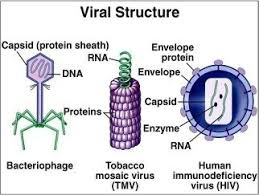 Viral Structure
Capsid (protein sheath)
DNA
Bacteriophage
RNA
Proteins
Tobacco
mosaic virus
(TMV)
Envelope
protein
Envelope
Capsid
Enzyme
RNA
Human
immunodeficiency
virus (HIV)